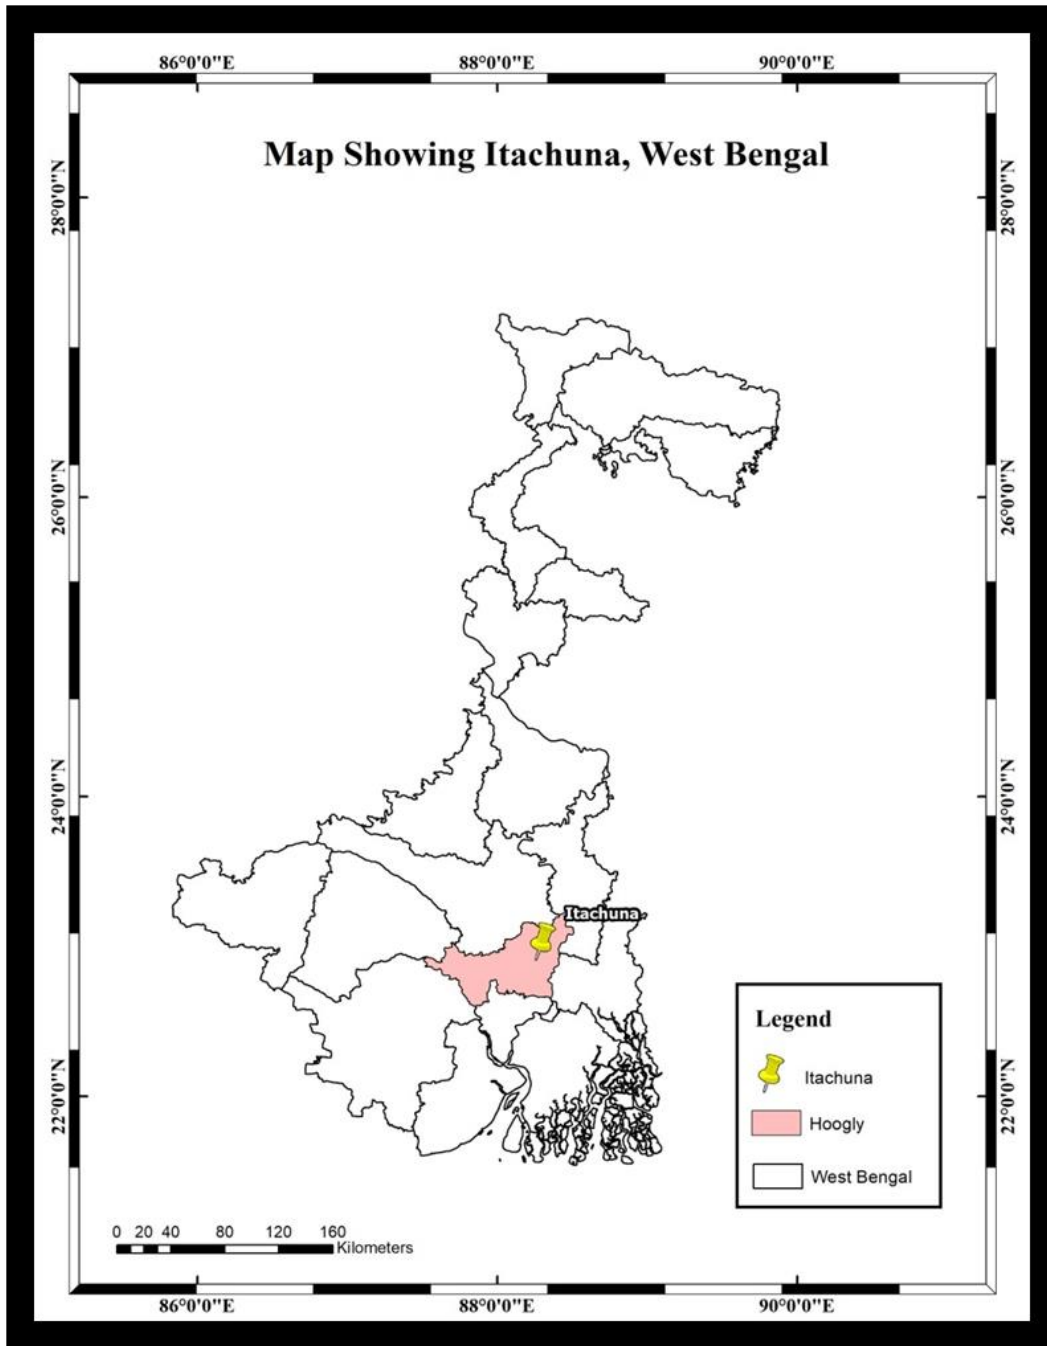 86°0'0"E 88°0'0"E 90°0'0"E
Map Showing Itachuna, West Bengal
28°0'0"N 28°0'0"N
26°0'0"N 26°0'0"N
24°0'0"N 24°0'0"N
Itachuna
Legend
Itachuna
Hoogly
West Bengal
22°0'0"N 22°0'0"N
0 20 40 80 120 160
Kilometers
86°0'0"E 88°0'0"E 90°0'0"E